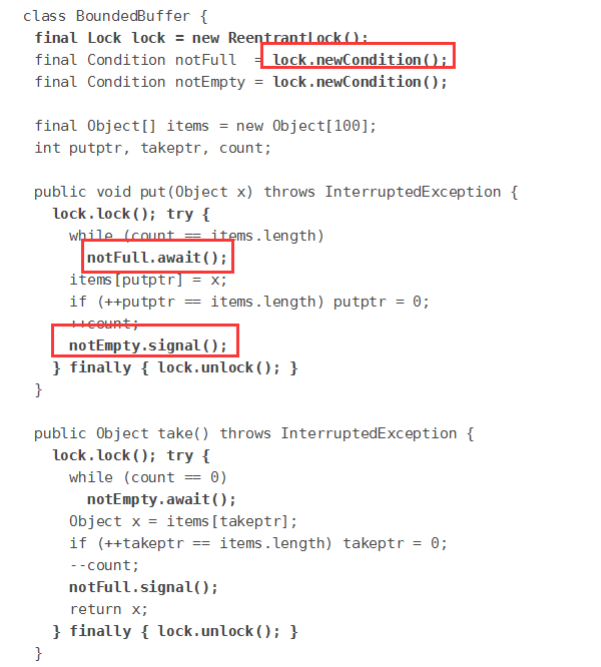 class BoundedBuffer {
final Lock lock = new ReentrantLock();
final Condition notFull  = lock.newCondition();
final Condition notEmpty = lock.newCondition();
final Object[] items = new Object[100];
int putptr, takeptr, count;
public void put(Object x) throws InterruptedException {
lock.lock(); try {
while (count == items.length)
notFull.await();
items[putptr] = x;
if (++putptr == items.length) putptr = 0;
++count;
notEmpty.signal();
} finally { lock.unlock(); }
}
public Object take() throws InterruptedException {
lock.lock(); try {
while (count == 0)
notEmpty.await();
Object x = items[takeptr];
if (++takeptr == items.length) takeptr = 0;
--count;
notFull.signal();
return x;
} finally { lock.unlock(); }
}